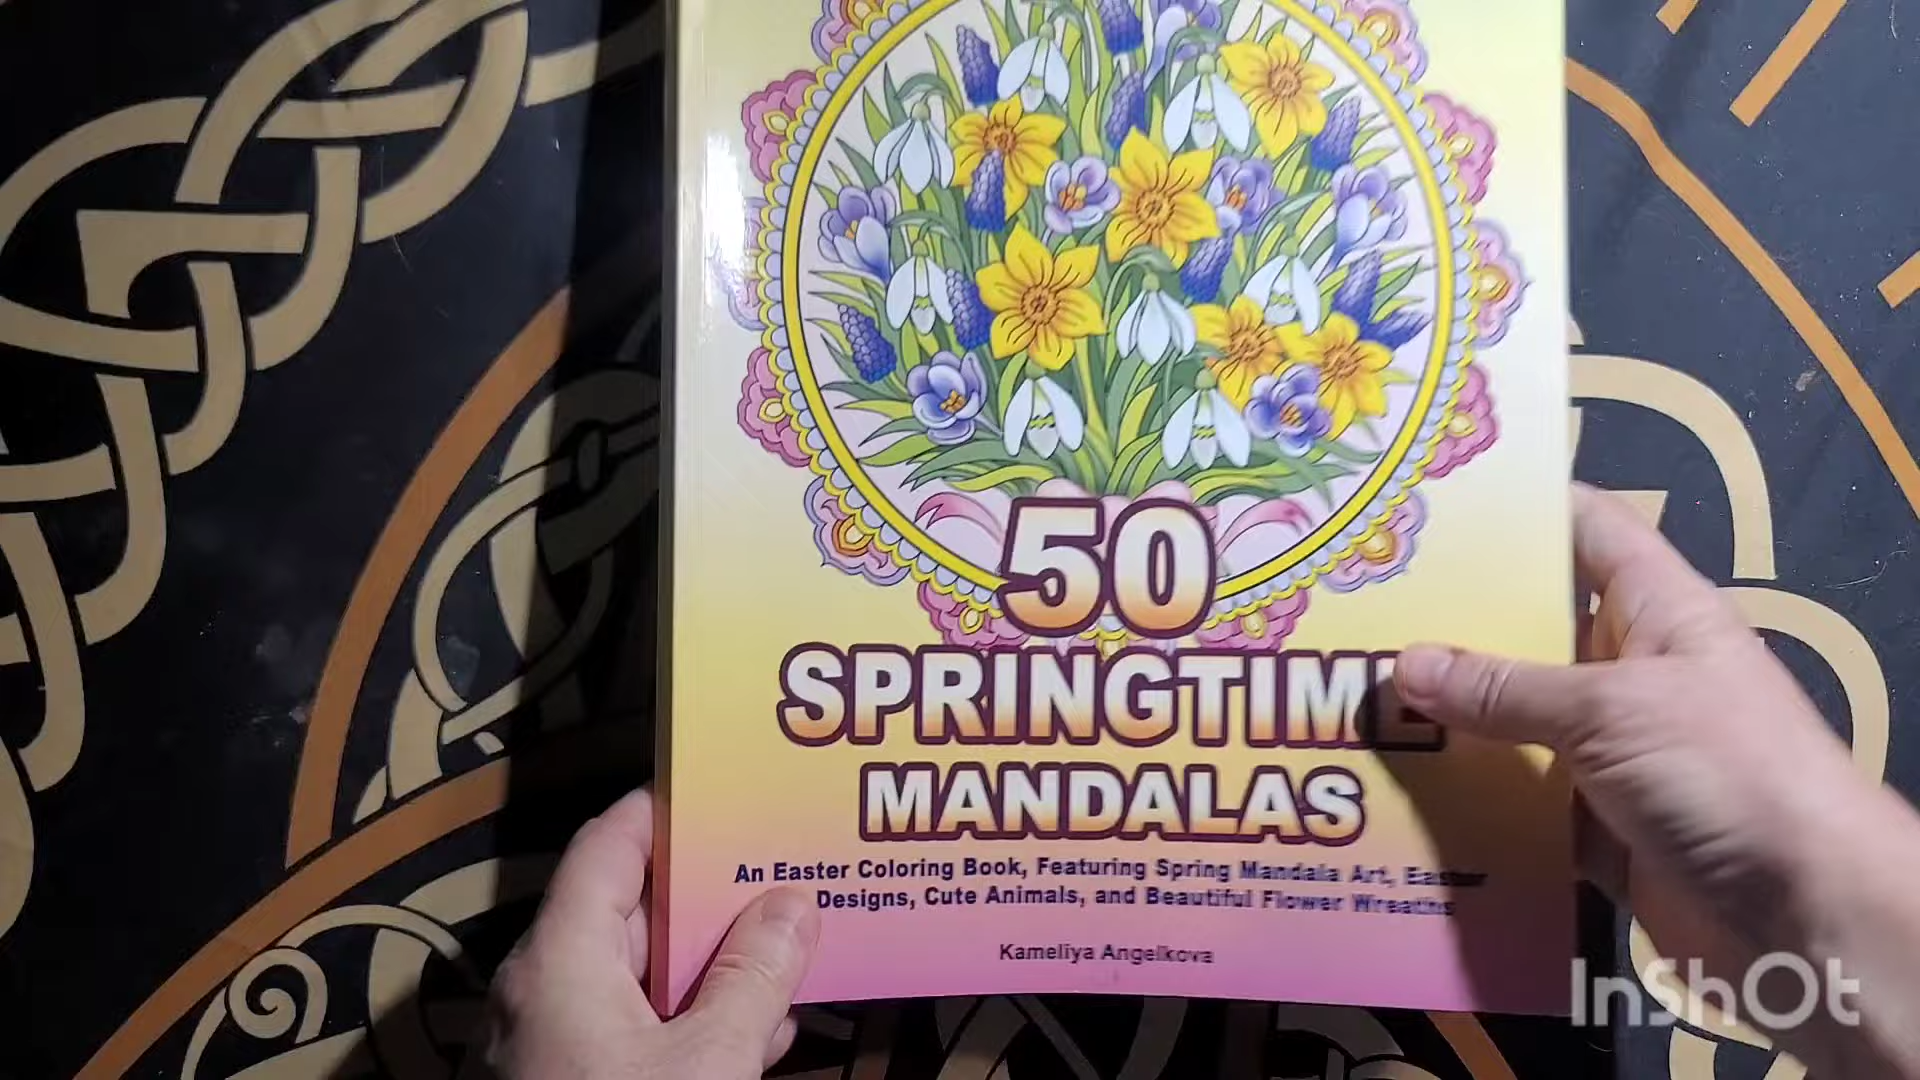 50
SPRINGTIME
MANDALAS
An Easter Coloring Book, Featuring Spring Mandala Art, Easter
Designs, Cute Animals, and Beautiful Flower Wreaths
Kameliya Angelkova
InShOt